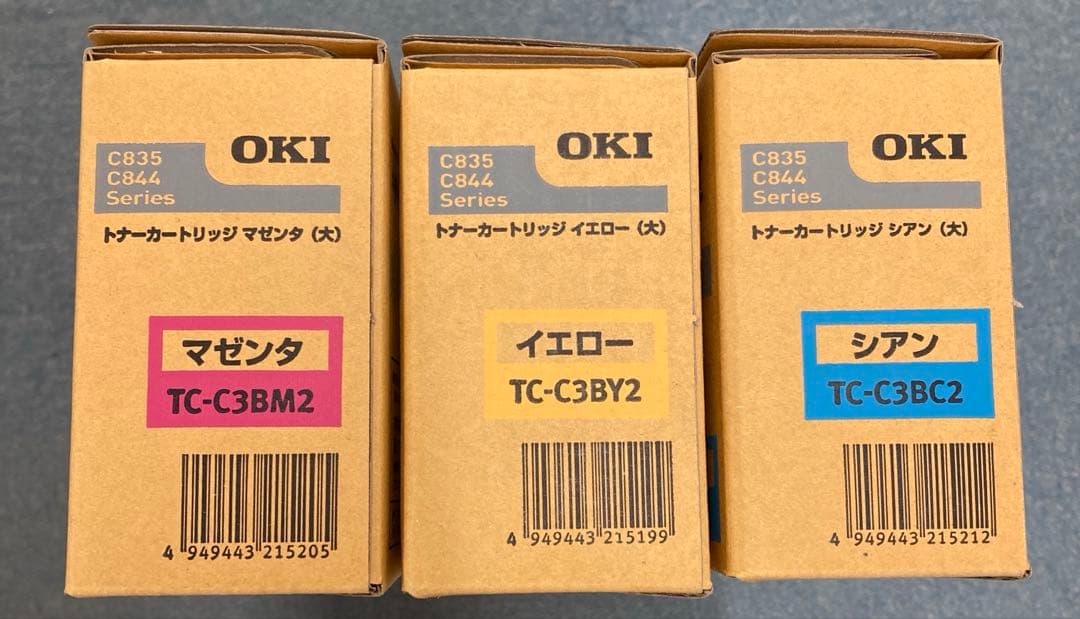 OKI
C835
C844
Series
トナーカートリッジ マゼンタ（大）
マゼンタ
TC-C3BM2
4 949443 215205
OKI
C835
C844
Series
トナーカートリッジ イエロー（大）
イエロー
TC-C3BY2
4 949443 215199
OKI
C835
C844
Series
トナーカートリッジ シアン（大）
シアン
TC-C3BC2
4 949443 215212